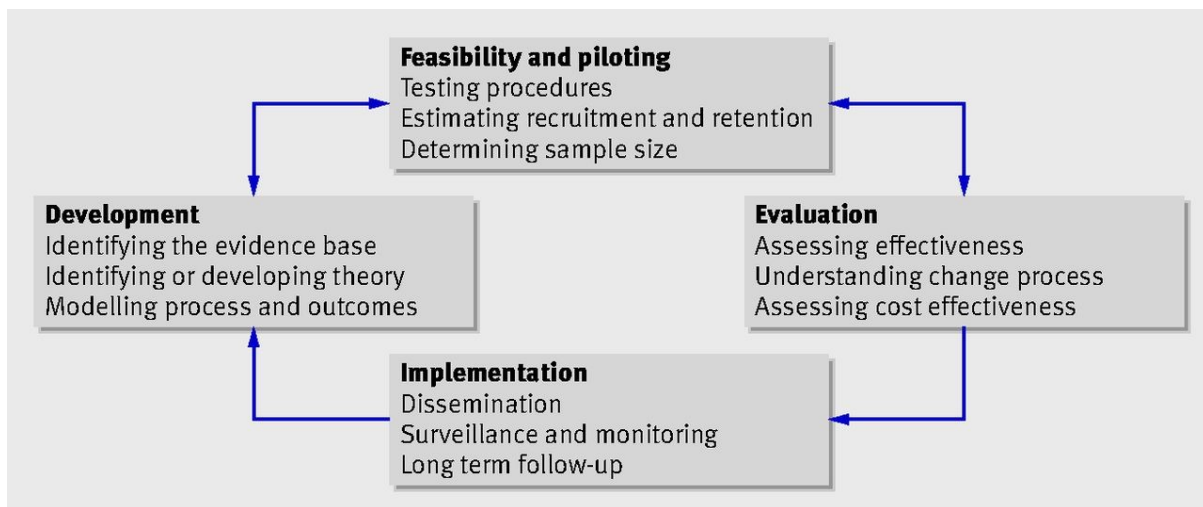 Feasibility and piloting
Testing procedures
Estimating recruitment and retention
Determining sample size
Development
Identifying the evidence base
Identifying or developing theory
Modelling process and outcomes
Evaluation
Assessing effectiveness
Understanding change process
Assessing cost effectiveness
Implementation
Dissemination
Surveillance and monitoring
Long term follow-up